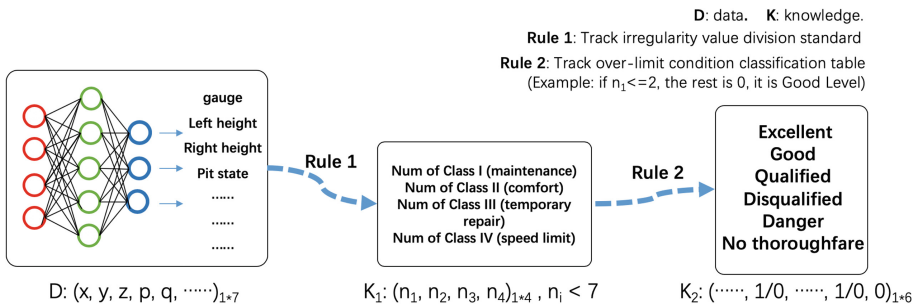 D: data. K: knowledge.
Rule 1: Track irregularity value division standard
Rule 2: Track over-limit condition classification table
(Example: if n₁<=2, the rest is 0, it is Good Level)
gauge
Left height
Right height
Pit state
······
······
······
Rule 1
Num of Class I (maintenance)
Num of Class II (comfort)
Num of Class III (temporary
repair)
Num of Class IV (speed limit)
Rule 2
Excellent
Good
Qualified
Disqualified
Danger
No thoroughfare
D: (x, y, z, p, q, ······)₁*₇
K₁: (n₁, n₂, n₃, n₄)₁*₄ , nᵢ < 7
K₂: (······, 1/0, ······, 1/0, 0)₁*₆